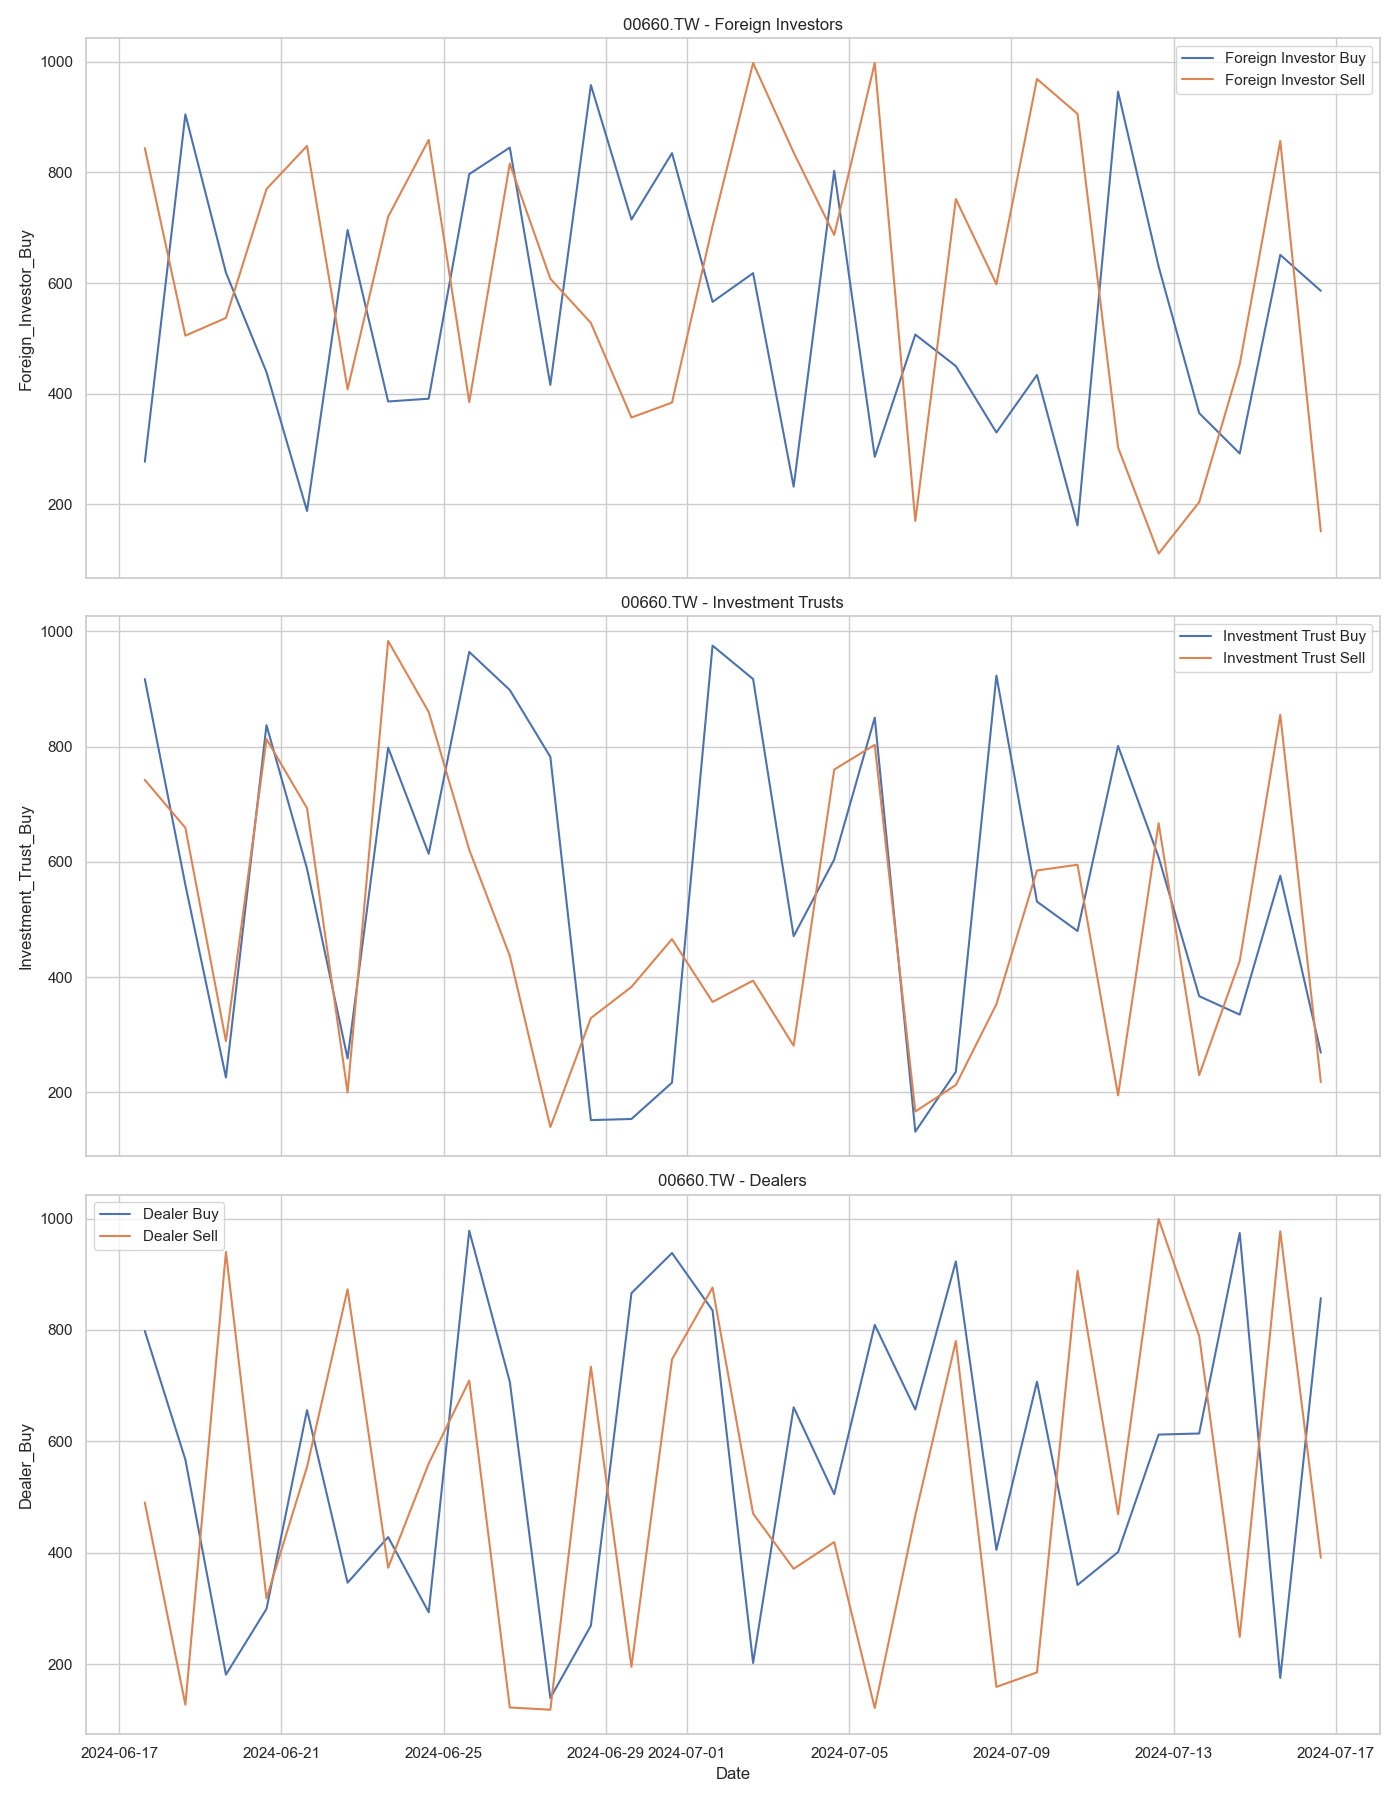 00660.TW - Foreign Investors
Foreign Investor Buy
Foreign Investor Sell
Foreign_Investor_Buy
1000
800
600
400
200
00660.TW - Investment Trusts
Investment Trust Buy
Investment Trust Sell
Investment_Trust_Buy
1000
800
600
400
200
00660.TW - Dealers
Dealer Buy
Dealer Sell
Dealer_Buy
1000
800
600
400
200
2024-06-17 2024-06-21 2024-06-25 2024-06-29 2024-07-01 2024-07-05 2024-07-09 2024-07-13 2024-07-17
Date